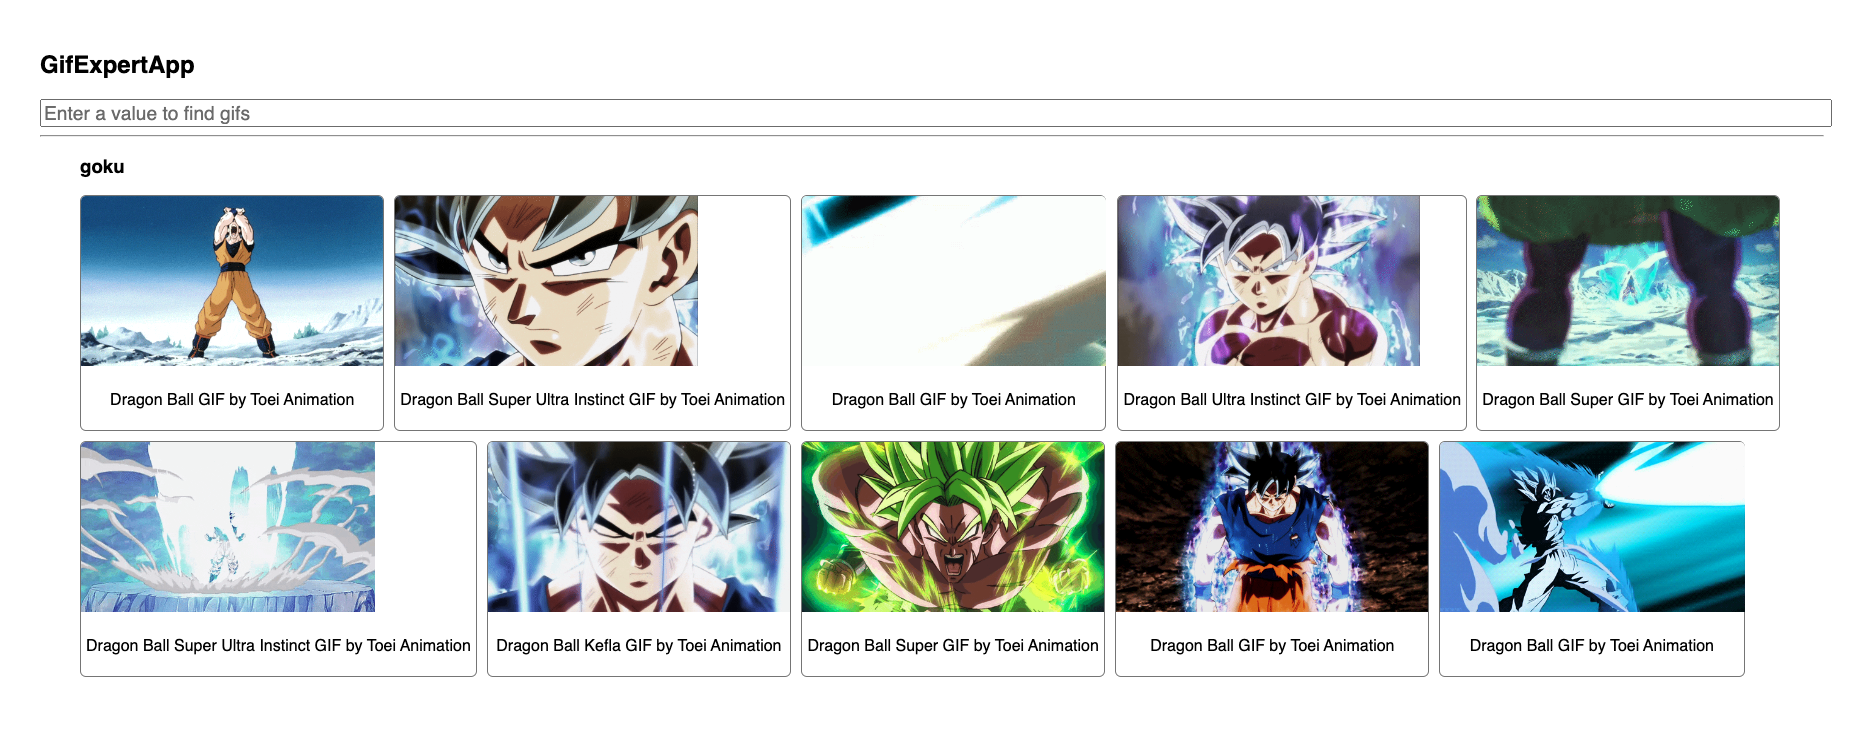 GifExpertApp
Enter a value to find gifs
goku
Dragon Ball GIF by Toei Animation
Dragon Ball Super Ultra Instinct GIF by Toei Animation
Dragon Ball GIF by Toei Animation
Dragon Ball Ultra Instinct GIF by Toei Animation
Dragon Ball Super GIF by Toei Animation
Dragon Ball Super Ultra Instinct GIF by Toei Animation
Dragon Ball Kefla GIF by Toei Animation
Dragon Ball Super GIF by Toei Animation
Dragon Ball GIF by Toei Animation
Dragon Ball GIF by Toei Animation